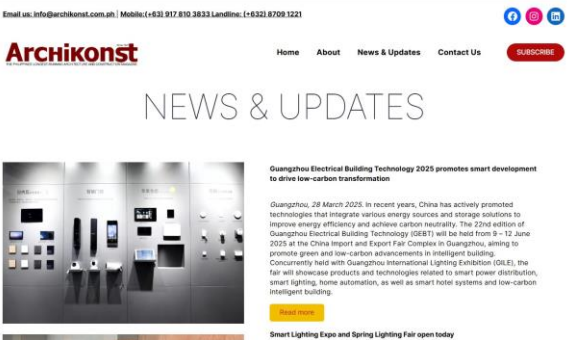 Email us: info@archikonst.com.ph | Mobile:(+63) 917 810 3833 Landline: (+632) 8709 1221
ARCHIKONST
Home About News & Updates Contact Us SUBSCRIBE
NEWS & UPDATES
Guangzhou Electrical Building Technology 2025 promotes smart development
to drive low-carbon transformation
Guangzhou, 28 March 2025. In recent years, China has actively promoted
technologies that integrate various energy sources and storage solutions to
improve energy efficiency and achieve carbon neutrality. The 22nd edition of
Guangzhou Electrical Building Technology (GEBT) will be held from 9 – 12 June
2025 at the China Import and Export Fair Complex in Guangzhou, aiming to
promote green and low-carbon advancements in intelligent building.
Concurrently held with Guangzhou International Lighting Exhibition (GILE), the
fair will showcase products and technologies related to smart power distribution,
smart lighting, home automation, as well as smart hotel systems and low-carbon
intelligent building.
Read more
Smart Lighting Expo and Spring Lighting Fair open today